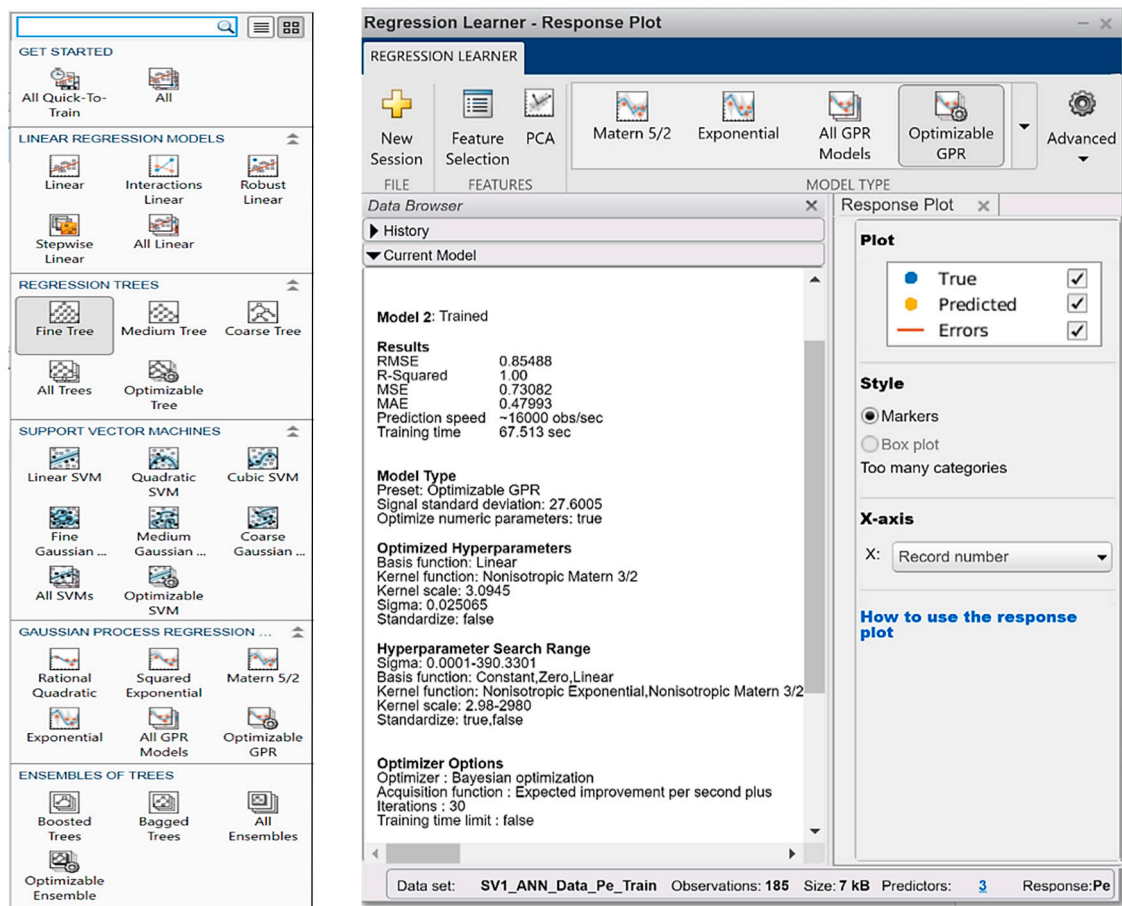 GET STARTED
All Quick-To-
Train
All
LINEAR REGRESSION MODELS
Linear
Interactions
Linear
Robust
Linear
Stepwise
Linear
All Linear
REGRESSION TREES
Fine Tree
Medium Tree
Coarse Tree
All Trees
Optimizable
Tree
SUPPORT VECTOR MACHINES
Linear SVM
Quadratic
SVM
Cubic SVM
Fine
Gaussian ...
Medium
Gaussian ...
Coarse
Gaussian ...
All SVMs
Optimizable
SVM
GAUSSIAN PROCESS REGRESSION ...
Rational
Quadratic
Squared
Exponential
Matern 5/2
Exponential
All GPR
Models
Optimizable
GPR
ENSEMBLES OF TREES
Boosted
Trees
Bagged
Trees
All
Ensembles
Optimizable
Ensemble
Regression Learner - Response Plot
REGRESSION LEARNER
New
Session
Feature
Selection
PCA
Matern 5/2
Exponential
All GPR
Models
Optimizable
GPR
Advanced
FILE
FEATURES
MODEL TYPE
Data Browser
History
Current Model
Model 2: Trained
Results
RMSE 0.85488
R-Squared 1.00
MSE 0.73082
MAE 0.47993
Prediction speed ~16000 obs/sec
Training time 67.513 sec
Model Type
Preset: Optimizable GPR
Signal standard deviation: 27.6005
Optimize numeric parameters: true
Optimized Hyperparameters
Basis function: Linear
Kernel function: Nonisotropic Matern 3/2
Kernel scale: 3.0945
Sigma: 0.025065
Standardize: false
Hyperparameter Search Range
Sigma: 0.0001-390.3301
Basis function: Constant,Zero,Linear
Kernel function: Nonisotropic Exponential,Nonisotropic Matern 3/2
Kernel scale: 2.98-2980
Standardize: true,false
Optimizer Options
Optimizer : Bayesian optimization
Acquisition function : Expected improvement per second plus
Iterations : 30
Training time limit : false
Response Plot
Plot
True
Predicted
Errors
Style
Markers
Box plot
Too many categories
X-axis
X: Record number
How to use the response
plot
Data set: SV1_ANN_Data_Pe_Train Observations: 185 Size: 7 kB Predictors: 3 Response:Pe